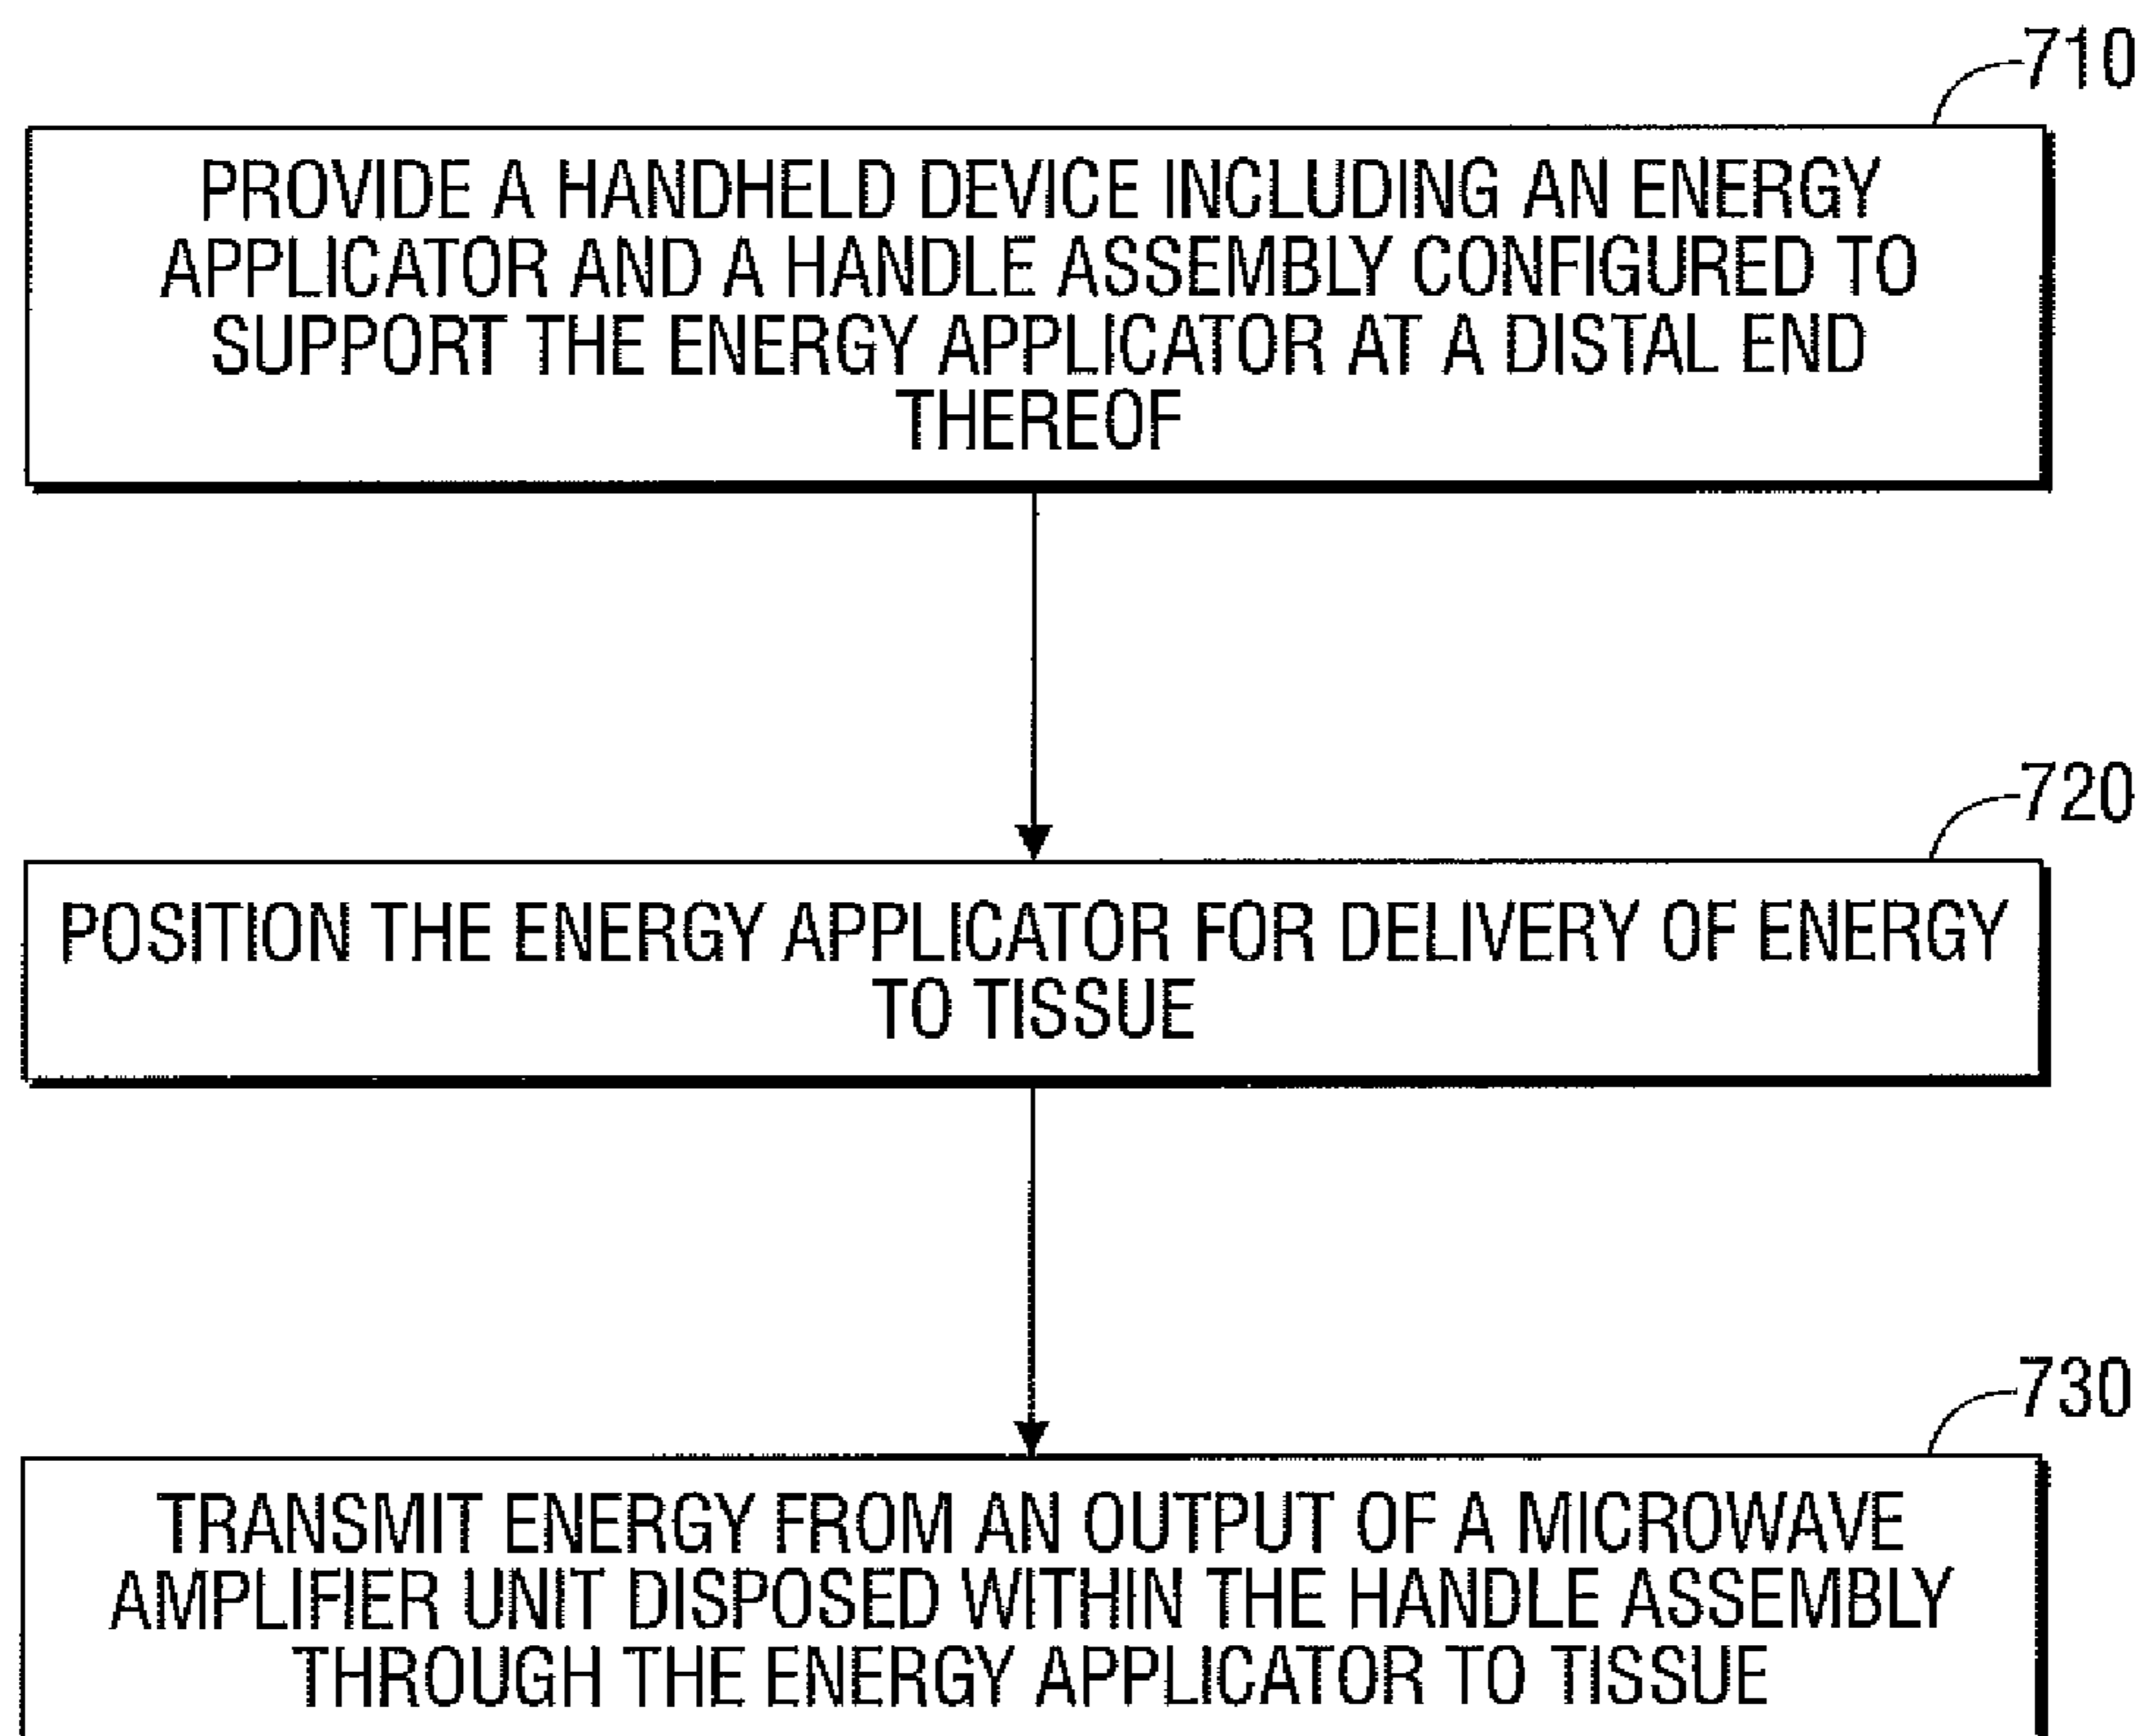 710
PROVIDE A HANDHELD DEVICE INCLUDING AN ENERGY
APPLICATOR AND A HANDLE ASSEMBLY CONFIGURED TO
SUPPORT THE ENERGY APPLICATOR AT A DISTAL END
THEREOF
720
POSITION THE ENERGY APPLICATOR FOR DELIVERY OF ENERGY
TO TISSUE
730
TRANSMIT ENERGY FROM AN OUTPUT OF A MICROWAVE
AMPLIFIER UNIT DISPOSED WITHIN THE HANDLE ASSEMBLY
THROUGH THE ENERGY APPLICATOR TO TISSUE